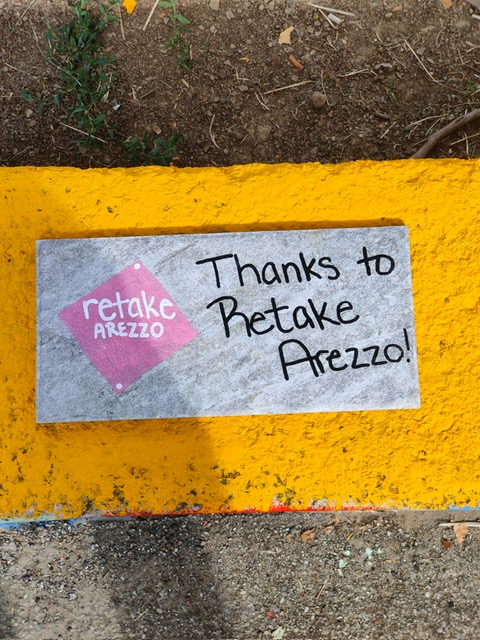 retake
AREZZO
Thanks to
Retake
Arezzo!